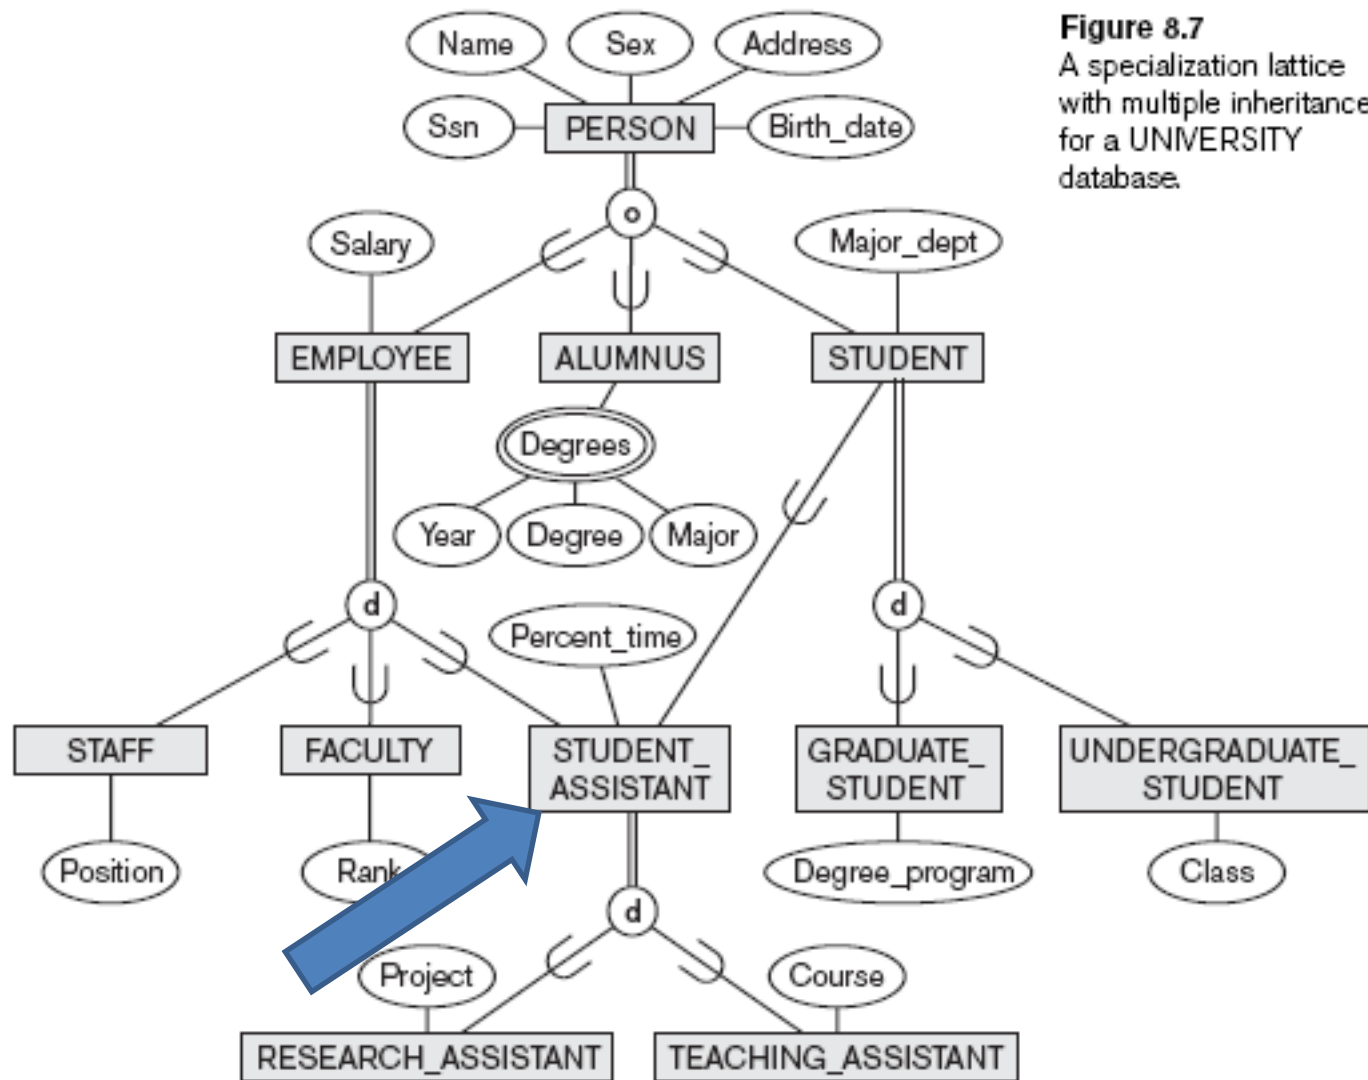 Figure 8.7
A specialization lattice
with multiple inheritance
for a UNIVERSITY
database.
Name
Sex
Address
Ssn
PERSON
Birth_date
o
Salary
Major_dept
EMPLOYEE
ALUMNUS
STUDENT
Degrees
Year
Degree
Major
d
d
Percent_time
STAFF
FACULTY
STUDENT_
ASSISTANT
GRADUATE_
STUDENT
UNDERGRADUATE_
STUDENT
Position
Rank
Degree_program
Class
d
Project
Course
RESEARCH_ASSISTANT
TEACHING_ASSISTANT